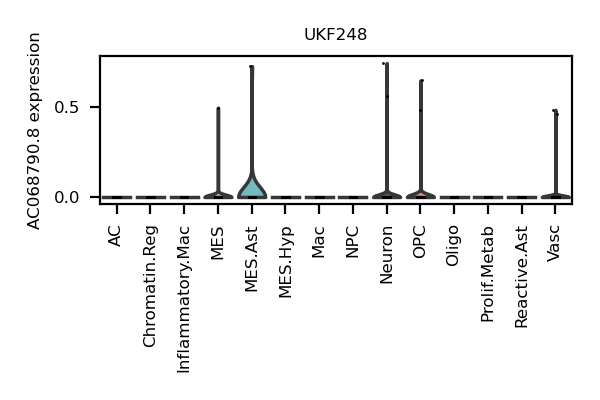 UKF248
AC068790.8 expression
0.5
0.0
AC
Chromatin.Reg
Inflammatory.Mac
MES
MES.Ast
MES.Hyp
Mac
NPC
Neuron
OPC
Oligo
Prolif.Metab
Reactive.Ast
Vasc